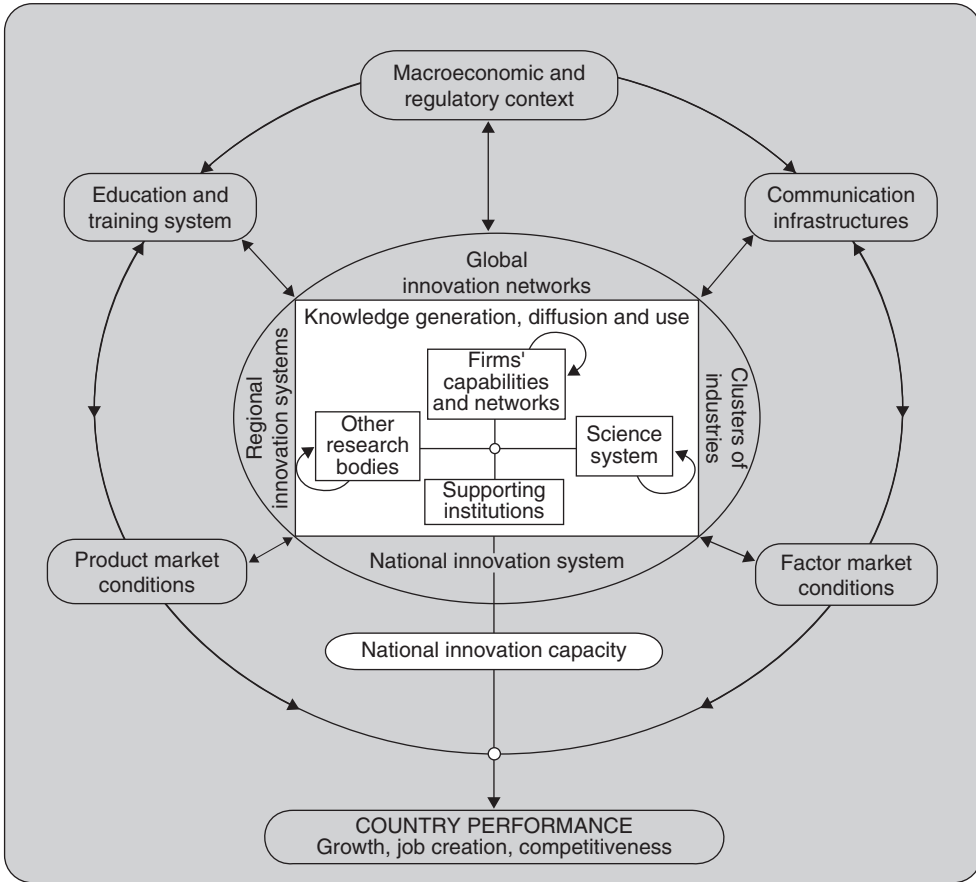 Macroeconomic and
regulatory context
Education and
training system
Communication
infrastructures
Global
innovation networks
Knowledge generation, diffusion and use
Regional
innovation systems
Clusters of
industries
Firms'
capabilities
and networks
Other
research
bodies
Science
system
Supporting
institutions
Product market
conditions
National innovation system
Factor market
conditions
National innovation capacity
COUNTRY PERFORMANCE
Growth, job creation, competitiveness